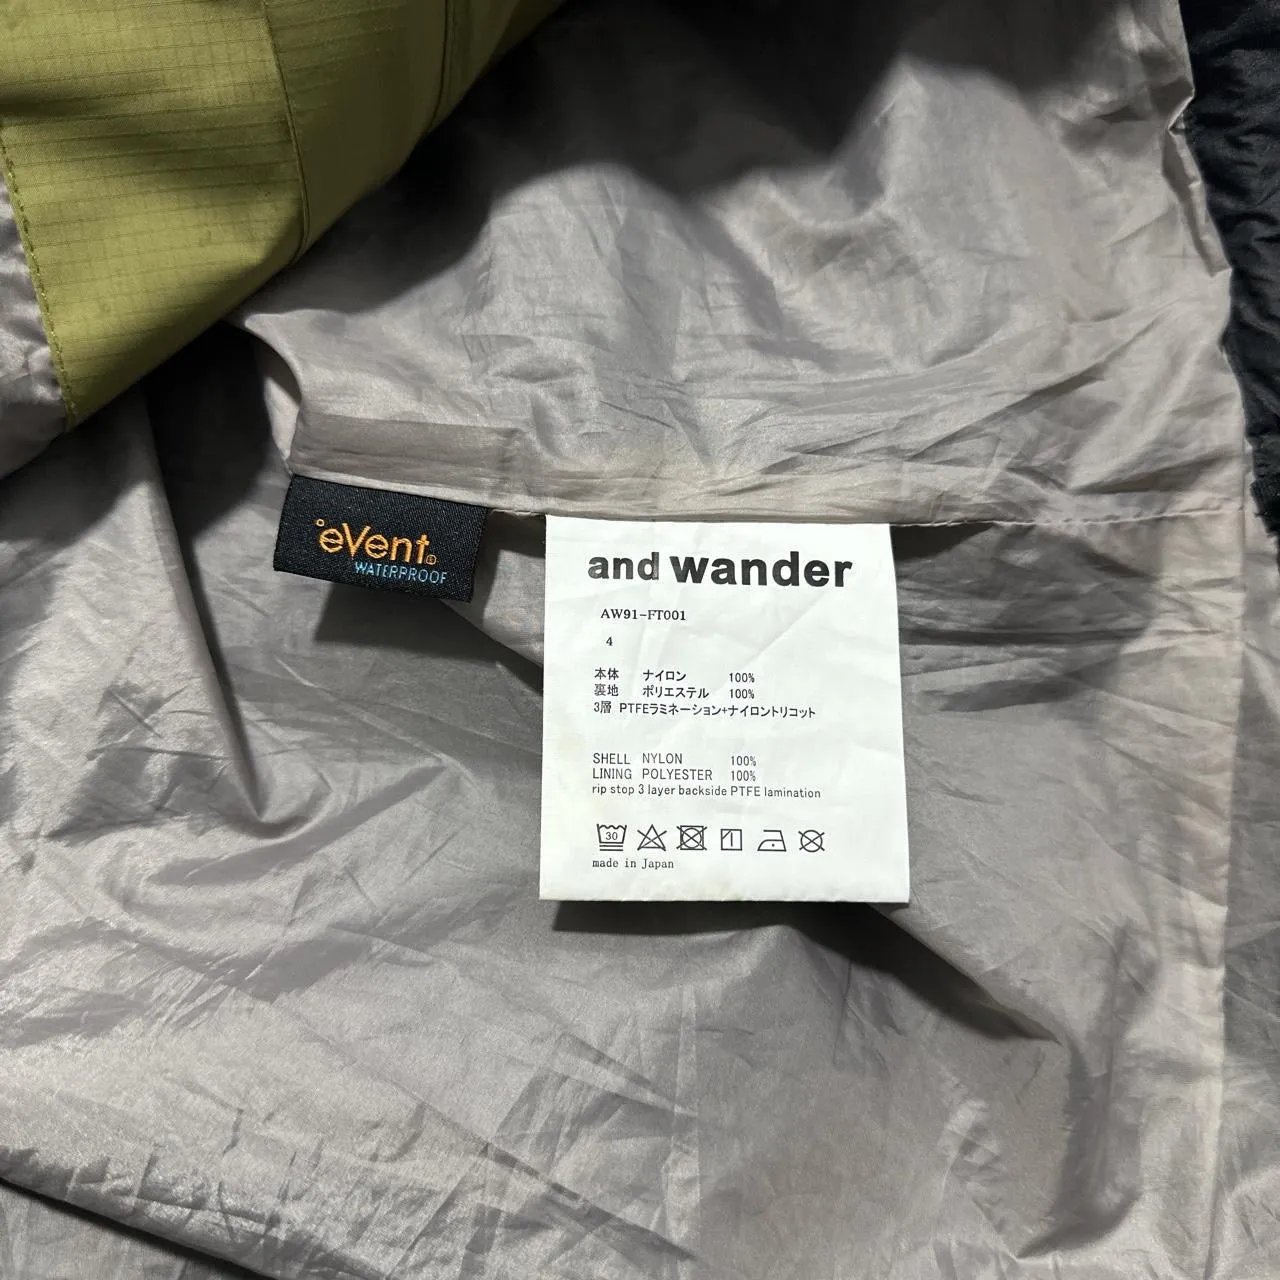 eVent®
WATERPROOF
and wander
AW91-FT001
4
本体 ナイロン 100%
裏地 ポリエステル 100%
3層 PTFEラミネーション+ナイロントリコット
SHELL NYLON 100%
LINING POLYESTER 100%
rip stop 3 layer backside PTFE lamination
30
made in Japan